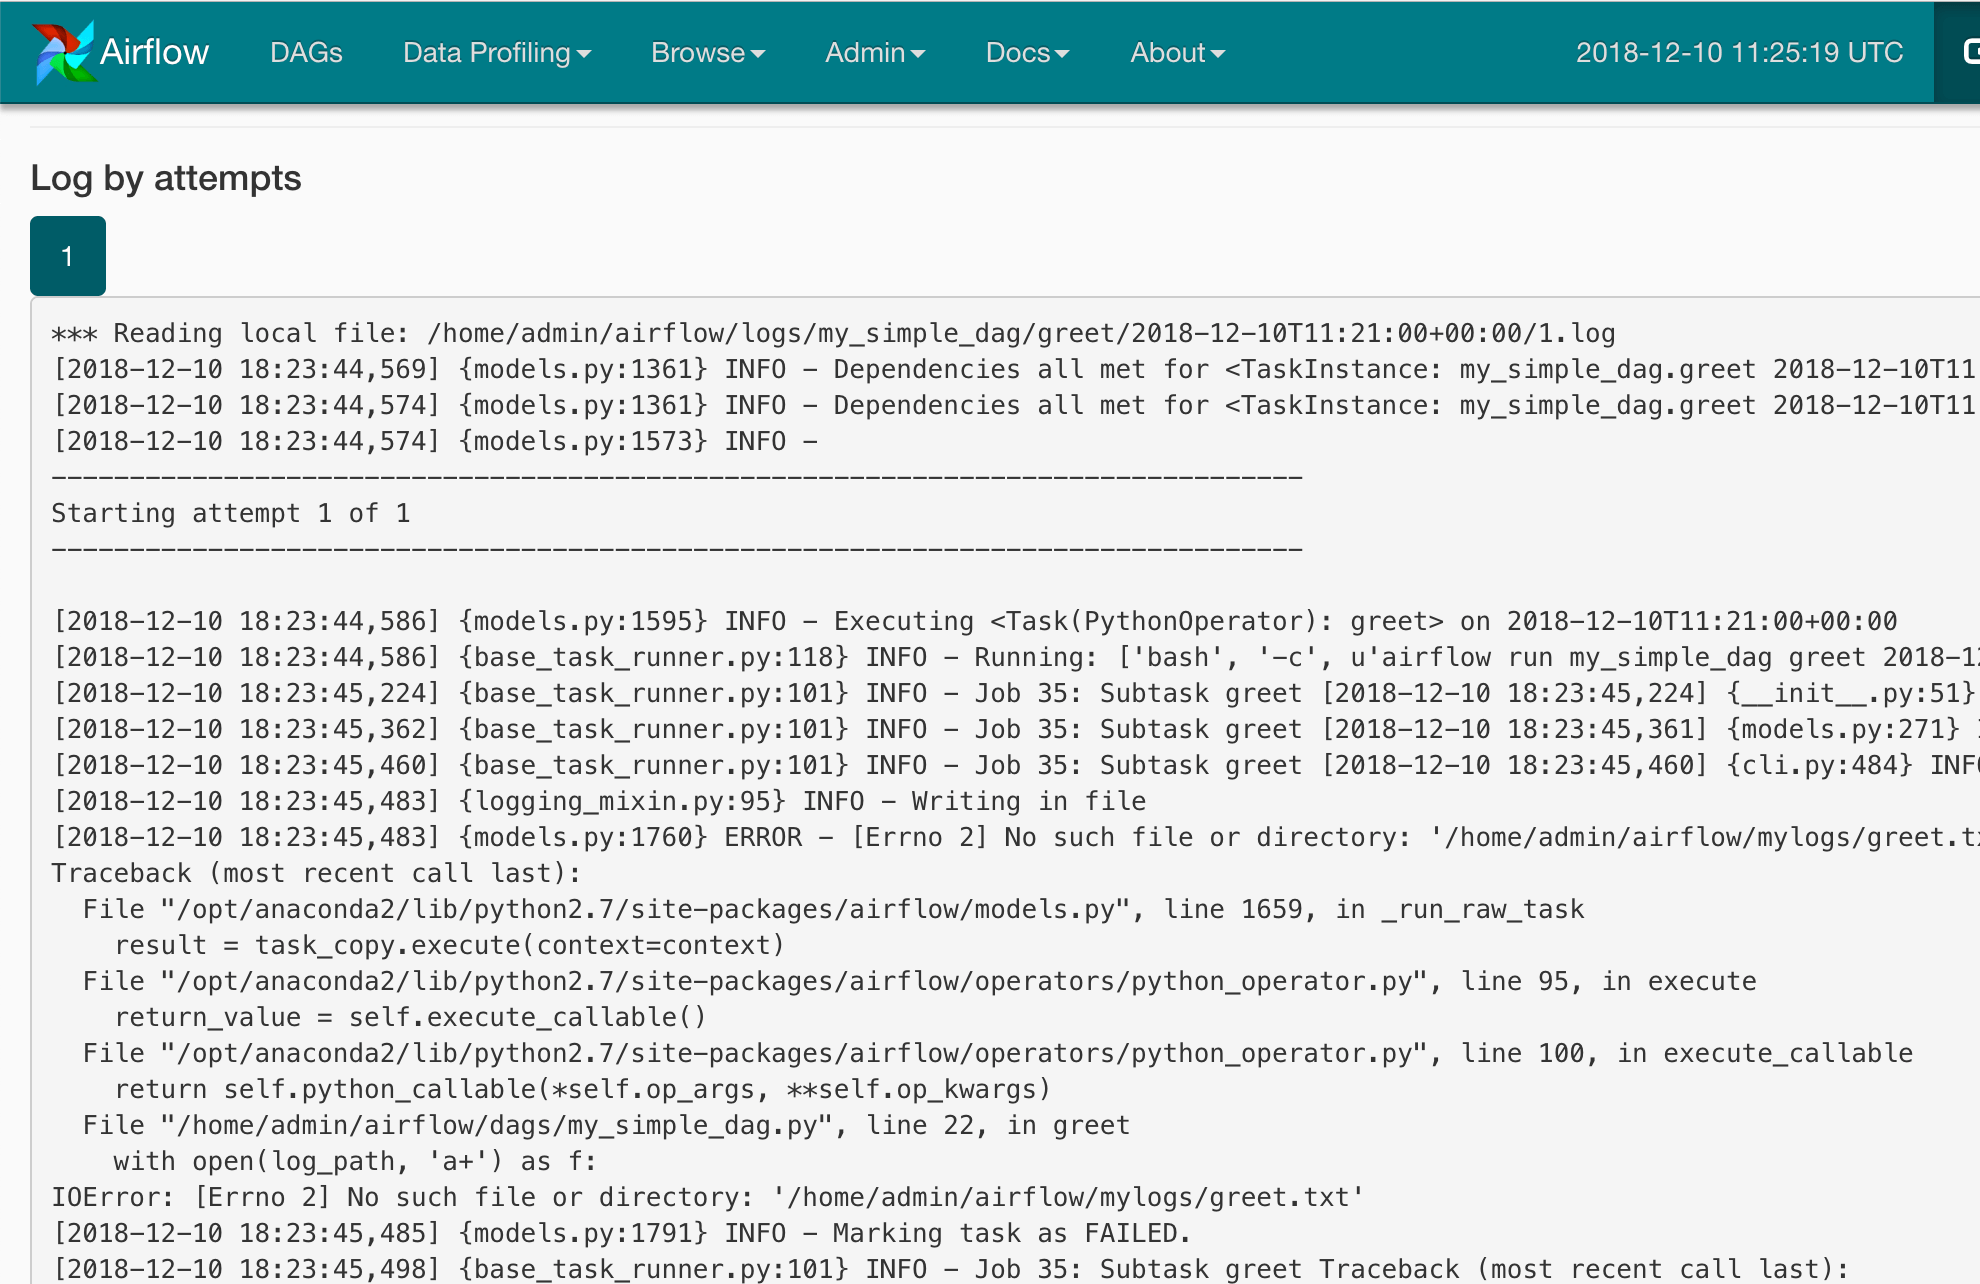 Airflow DAGs Data Profiling Browse Admin Docs About 2018-12-10 11:25:19 UTC
Log by attempts
1
*** Reading local file: /home/admin/airflow/logs/my_simple_dag/greet/2018-12-10T11:21:00+00:00/1.log
[2018-12-10 18:23:44,569] {models.py:1361} INFO - Dependencies all met for <TaskInstance: my_simple_dag.greet 2018-12-10T11
[2018-12-10 18:23:44,574] {models.py:1361} INFO - Dependencies all met for <TaskInstance: my_simple_dag.greet 2018-12-10T11
[2018-12-10 18:23:44,574] {models.py:1573} INFO -
--------------------------------------------------------------------------------
Starting attempt 1 of 1
--------------------------------------------------------------------------------
[2018-12-10 18:23:44,586] {models.py:1595} INFO - Executing <Task(PythonOperator): greet> on 2018-12-10T11:21:00+00:00
[2018-12-10 18:23:44,586] {base_task_runner.py:118} INFO - Running: ['bash', '-c', u'airflow run my_simple_dag greet 2018-1
[2018-12-10 18:23:45,224] {base_task_runner.py:101} INFO - Job 35: Subtask greet [2018-12-10 18:23:45,224] {__init__.py:51}
[2018-12-10 18:23:45,362] {base_task_runner.py:101} INFO - Job 35: Subtask greet [2018-12-10 18:23:45,361] {models.py:271}
[2018-12-10 18:23:45,460] {base_task_runner.py:101} INFO - Job 35: Subtask greet [2018-12-10 18:23:45,460] {cli.py:484} INFO
[2018-12-10 18:23:45,483] {logging_mixin.py:95} INFO - Writing in file
[2018-12-10 18:23:45,483] {models.py:1760} ERROR - [Errno 2] No such file or directory: '/home/admin/airflow/mylogs/greet.t
Traceback (most recent call last):
  File "/opt/anaconda2/lib/python2.7/site-packages/airflow/models.py", line 1659, in _run_raw_task
    result = task_copy.execute(context=context)
  File "/opt/anaconda2/lib/python2.7/site-packages/airflow/operators/python_operator.py", line 95, in execute
    return_value = self.execute_callable()
  File "/opt/anaconda2/lib/python2.7/site-packages/airflow/operators/python_operator.py", line 100, in execute_callable
    return self.python_callable(*self.op_args, **self.op_kwargs)
  File "/home/admin/airflow/dags/my_simple_dag.py", line 22, in greet
    with open(log_path, 'a+') as f:
IOError: [Errno 2] No such file or directory: '/home/admin/airflow/mylogs/greet.txt'
[2018-12-10 18:23:45,485] {models.py:1791} INFO - Marking task as FAILED.
[2018-12-10 18:23:45,498] {base_task_runner.py:101} INFO - Job 35: Subtask greet Traceback (most recent call last):